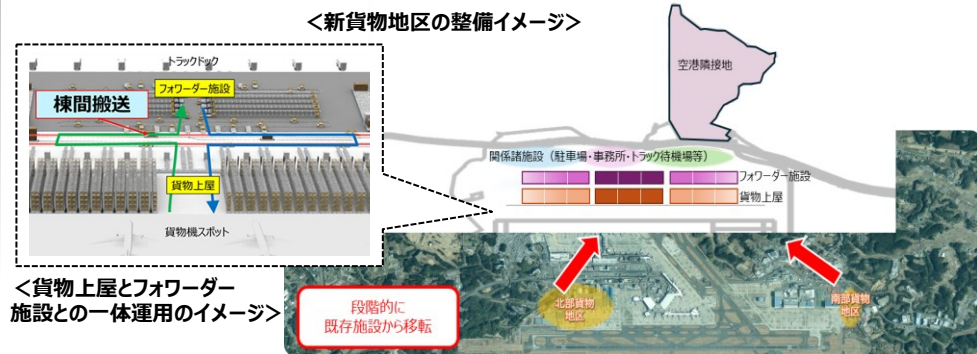 <新貨物地区の整備イメージ>
トラックドック
フォワーダー施設
棟間搬送
貨物上屋
貨物機スポット
<貨物上屋とフォワーダー
施設との一体運用のイメージ>
空港隣接地
関係諸施設（駐車場・事務所・トラック待機場等）
フォワーダー施設
貨物上屋
北部貨物
地区
南部貨物
地区
段階的に
既存施設から移転